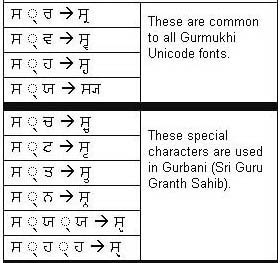 ਸ ੍ ਰ → ਸ੍ਰ
ਸ ੍ ਵ → ਸ੍ਵ
ਸ ੍ ਹ → ਸ੍ਹ
ਸ ੍ ਯ → ਸ੍ਯ
These are common
to all Gurmukhi
Unicode fonts.
ਸ ੍ ਚ → ਸ੍ਚ
ਸ ੍ ਟ → ਸ੍ਟ
ਸ ੍ ਤ → ਸ੍ਤ
ਸ ੍ ਨ → ਸ੍ਨ
ਸ ੍ ਯ ੍ ਯ → ਸ੍ਯ੍ਯ
ਸ ੍ ਹ ੍ ਹ → ਸ੍ਹ੍ਹ
These special
characters are used
in Gurbani (Sri Guru
Granth Sahib).